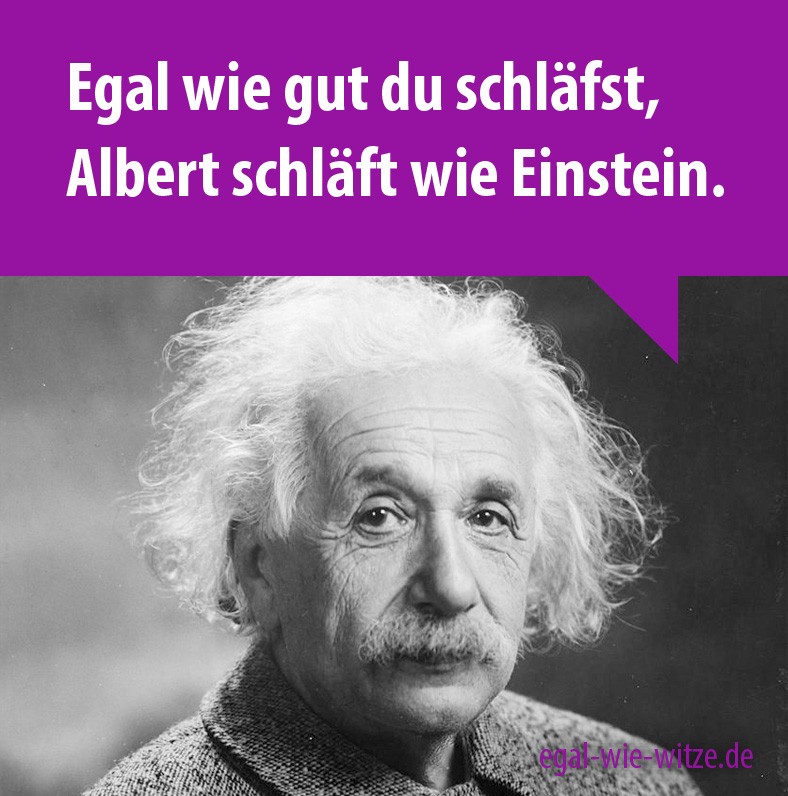 Egal wie gut du schläfst,
Albert schläft wie Einstein.
egal-wie-witze.de